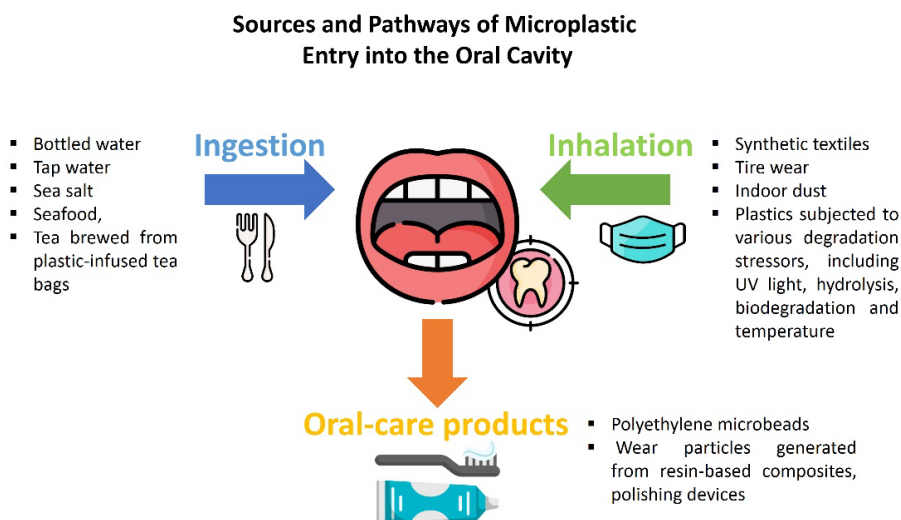 Sources and Pathways of Microplastic
Entry into the Oral Cavity
Ingestion
▪ Bottled water
▪ Tap water
▪ Sea salt
▪ Seafood,
▪ Tea brewed from
plastic-infused tea
bags
Inhalation
▪ Synthetic textiles
▪ Tire wear
▪ Indoor dust
▪ Plastics subjected to
various degradation
stressors, including
UV light, hydrolysis,
biodegradation and
temperature
Oral-care products
▪ Polyethylene microbeads
▪ Wear particles generated
from resin-based composites,
polishing devices